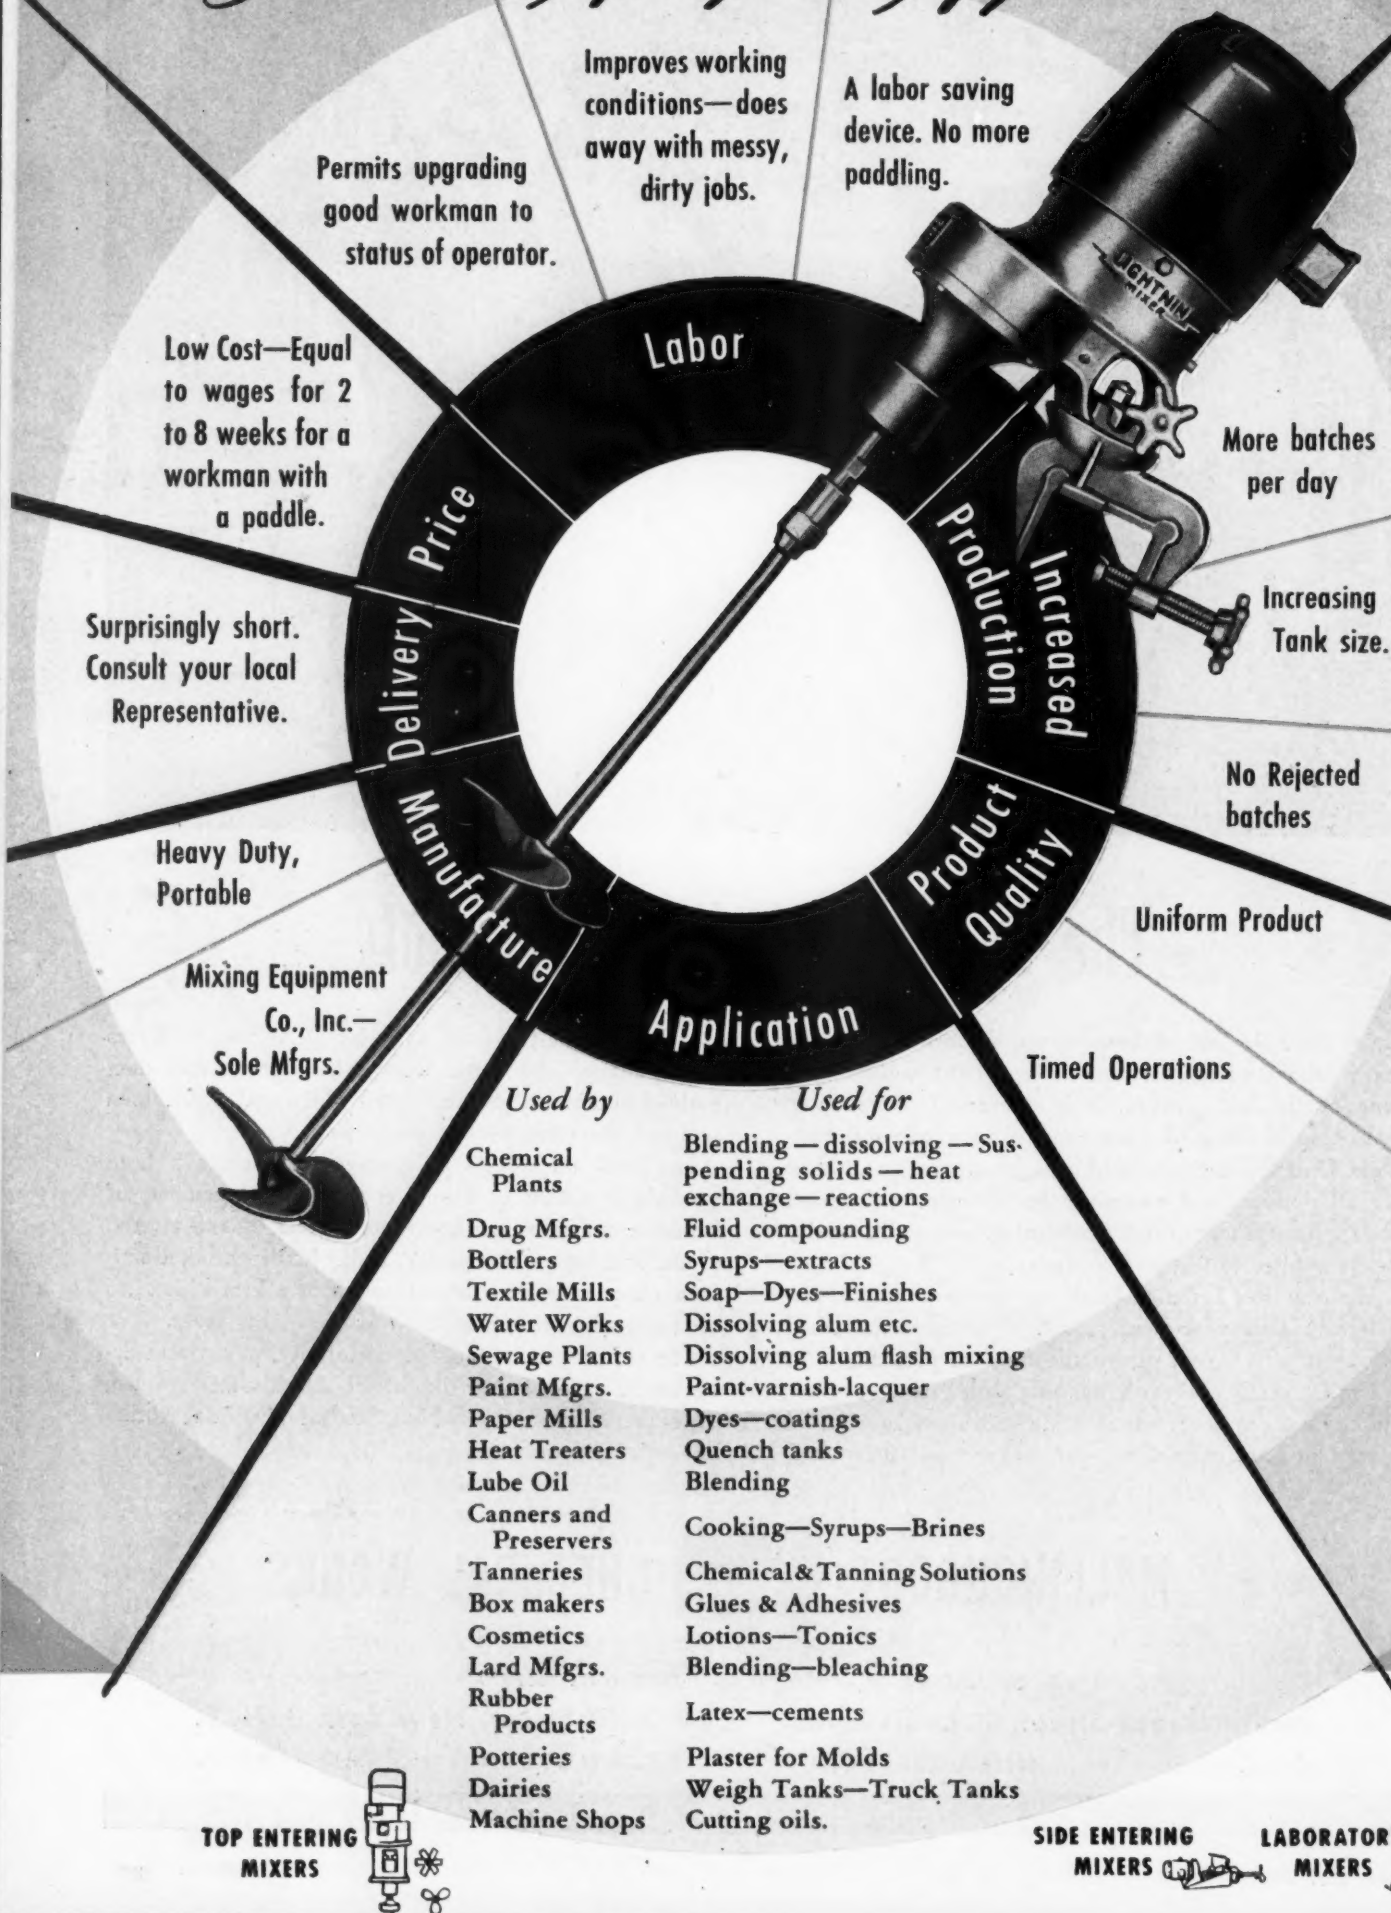 Improves working
conditions—does
away with messy,
dirty jobs.
A labor saving
device. No more
paddling.
Permits upgrading
good workman to
status of operator.
LIGHTNIN
MIXER
Labor
Low Cost—Equal
to wages for 2
to 8 weeks for a
workman with
a paddle.
Price
More batches
per day
Increased
Production
Increasing
Tank size.
Surprisingly short.
Consult your local
Representative.
Delivery
No Rejected
batches
Heavy Duty,
Portable
Manufacture
Product
Quality
Uniform Product
Mixing Equipment
Co., Inc.—
Sole Mfgrs.
Application
Timed Operations
Used by Used for
Chemical
Plants
Blending—dissolving—Sus-
pending solids—heat
exchange—reactions
Drug Mfgrs. Fluid compounding
Bottlers Syrups—extracts
Textile Mills Soap—Dyes—Finishes
Water Works Dissolving alum etc.
Sewage Plants Dissolving alum flash mixing
Paint Mfgrs. Paint-varnish-lacquer
Paper Mills Dyes—coatings
Heat Treaters Quench tanks
Lube Oil Blending
Canners and
Preservers
Cooking—Syrups—Brines
Tanneries Chemical & Tanning Solutions
Box makers Glues & Adhesives
Cosmetics Lotions—Tonics
Lard Mfgrs. Blending—bleaching
Rubber
Products
Latex—cements
Potteries Plaster for Molds
Dairies Weigh Tanks—Truck Tanks
Machine Shops Cutting oils.
TOP ENTERING
MIXERS
SIDE ENTERING
MIXERS
LABORATOR
MIXERS